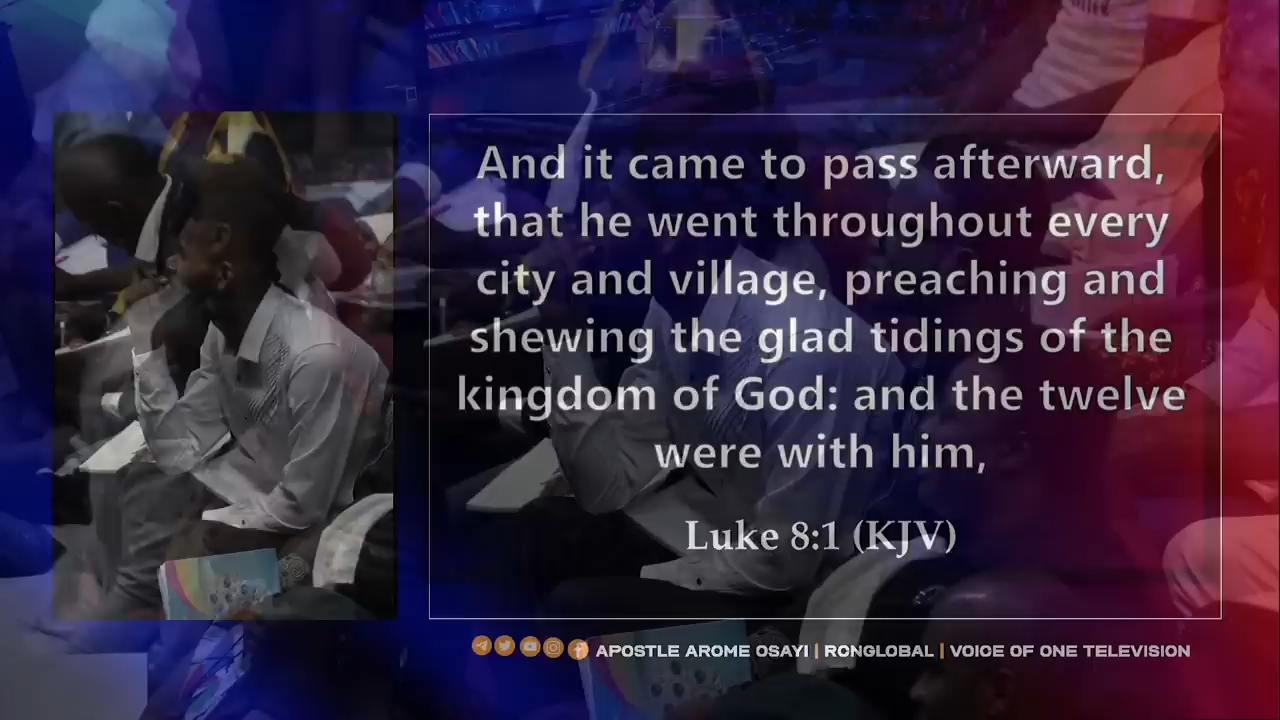 And it came to pass afterward,
that he went throughout every
city and village, preaching and
shewing the glad tidings of the
kingdom of God: and the twelve
were with him,
Luke 8:1 (KJV)
APOSTLE AROME OSAYI | RONGLOBAL | VOICE OF ONE TELEVISION